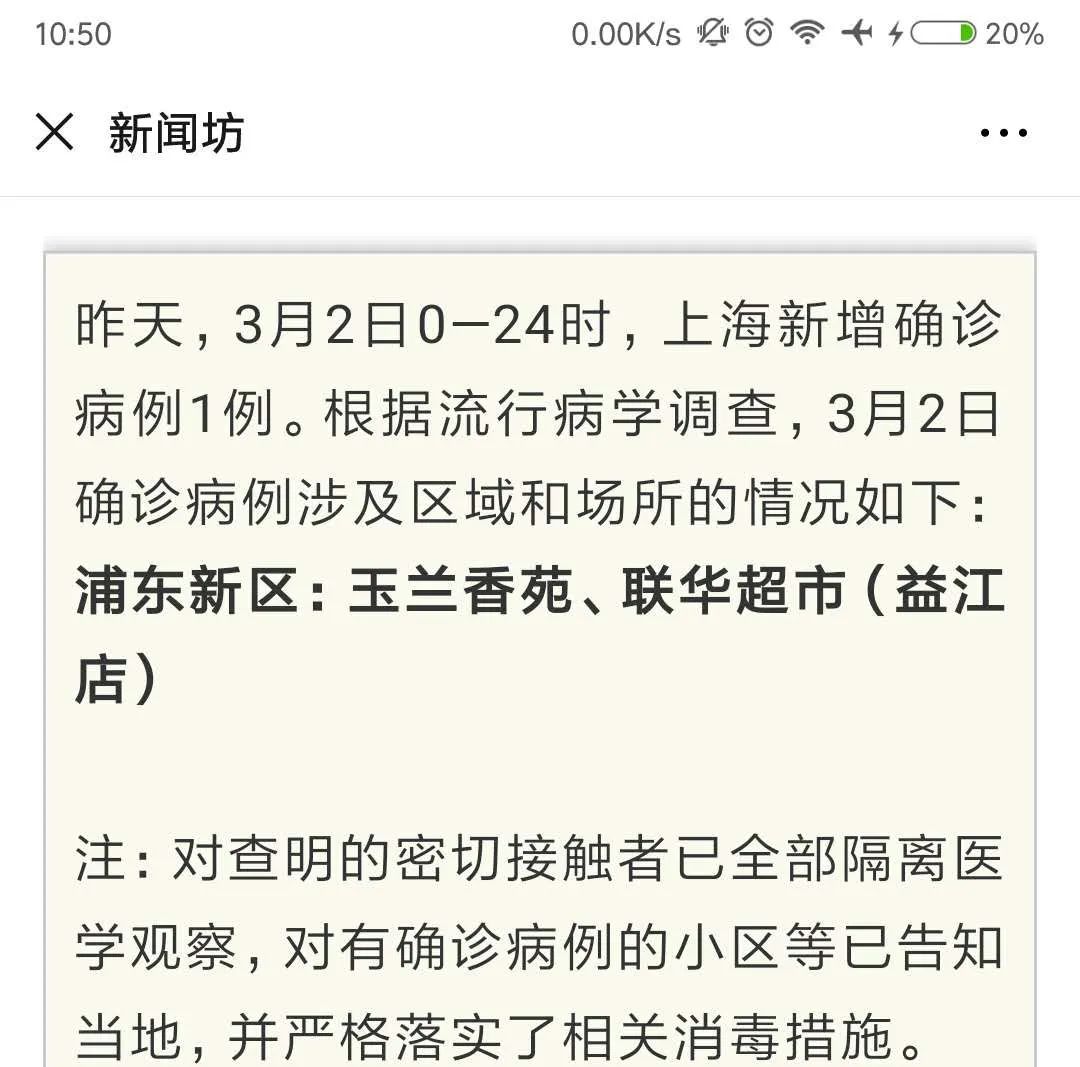 10:50 0.00K/s 20%
新闻坊
昨天，3月2日0—24时，上海新增确诊
病例1例。根据流行病学调查，3月2日
确诊病例涉及区域和场所的情况如下：
浦东新区：玉兰香苑、联华超市（益江
店）
注：对查明的密切接触者已全部隔离医
学观察，对有确诊病例的小区等已告知
当地，并严格落实了相关消毒措施。